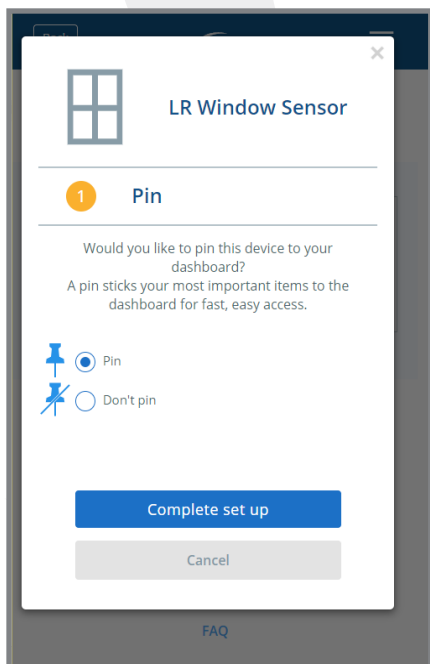 Back
×
LR Window Sensor
1 Pin
Would you like to pin this device to your
dashboard?
A pin sticks your most important items to the
dashboard for fast, easy access.
Pin
Don't pin
Complete set up
Cancel
FAQ